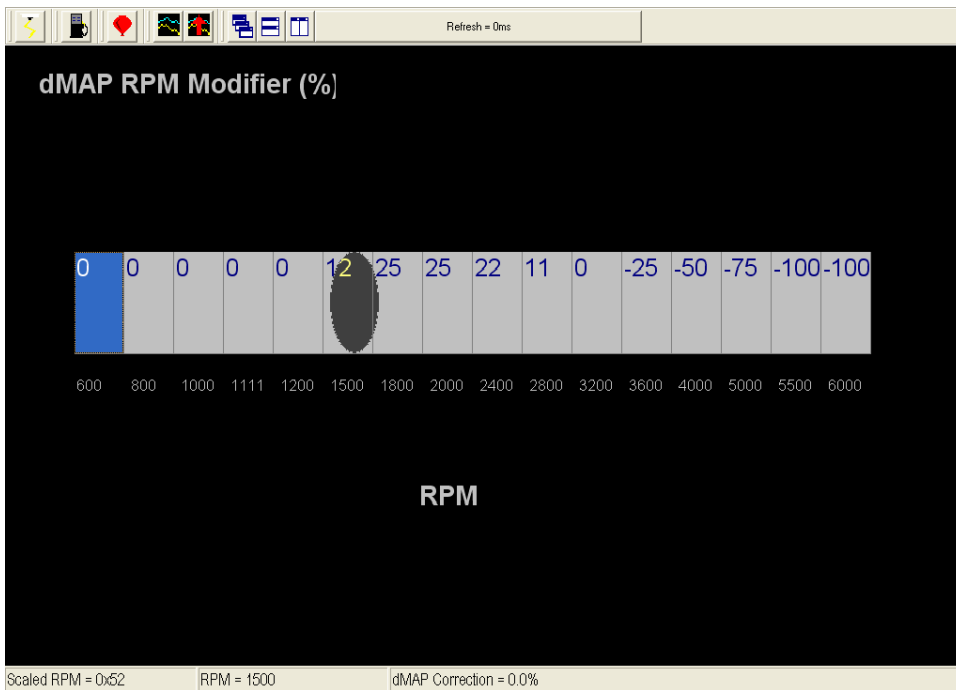 Refresh = 0ms
dMAP RPM Modifier (%)
0 0 0 0 0 12 25 25 22 11 0 -25 -50 -75 -100 -100
600 800 1000 1111 1200 1500 1800 2000 2400 2800 3200 3600 4000 5000 5500 6000
RPM
Scaled RPM = 0x52 RPM = 1500 dMAP Correction = 0.0%